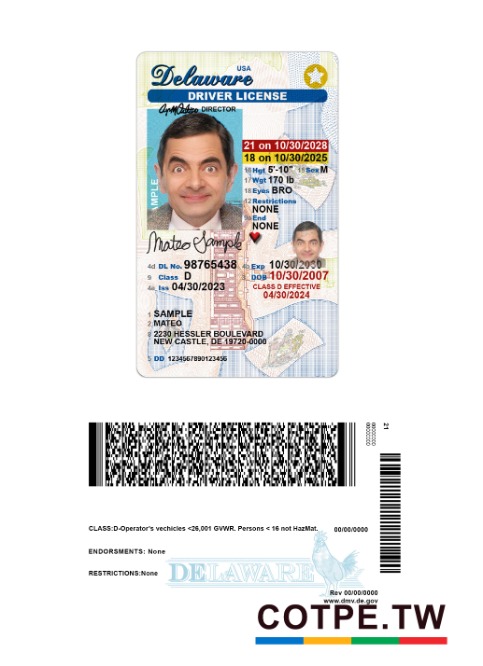 USA
Delaware
DRIVER LICENSE
DIRECTOR
21 on 10/30/2028
18 on 10/30/2025
16 Hgt 5'-10" 15 Sex M
17 Wgt 170 lb
18 Eyes BRO
12 Restrictions
NONE
9a End
NONE
MPLE
Mateo Sample
4d DL No. 98765438
4b Exp 10/30/2030
9 Class D
3 DOB 10/30/2007
4a Iss 04/30/2023
CLASS D EFFECTIVE
04/30/2024
1 SAMPLE
2 MATEO
8 2230 HESSLER BOULEVARD
NEW CASTLE, DE 19720-0000
5 DD 1234567890123456
21
CLASS:D-Operator's vechicles <26,001 GVWR. Persons < 16 not HazMat. 00/00/0000
ENDORSMENTS: None
RESTRICTIONS:None
DELAWARE
Rev 00/00/0000
www.dmv.de.gov
COTPE.TW